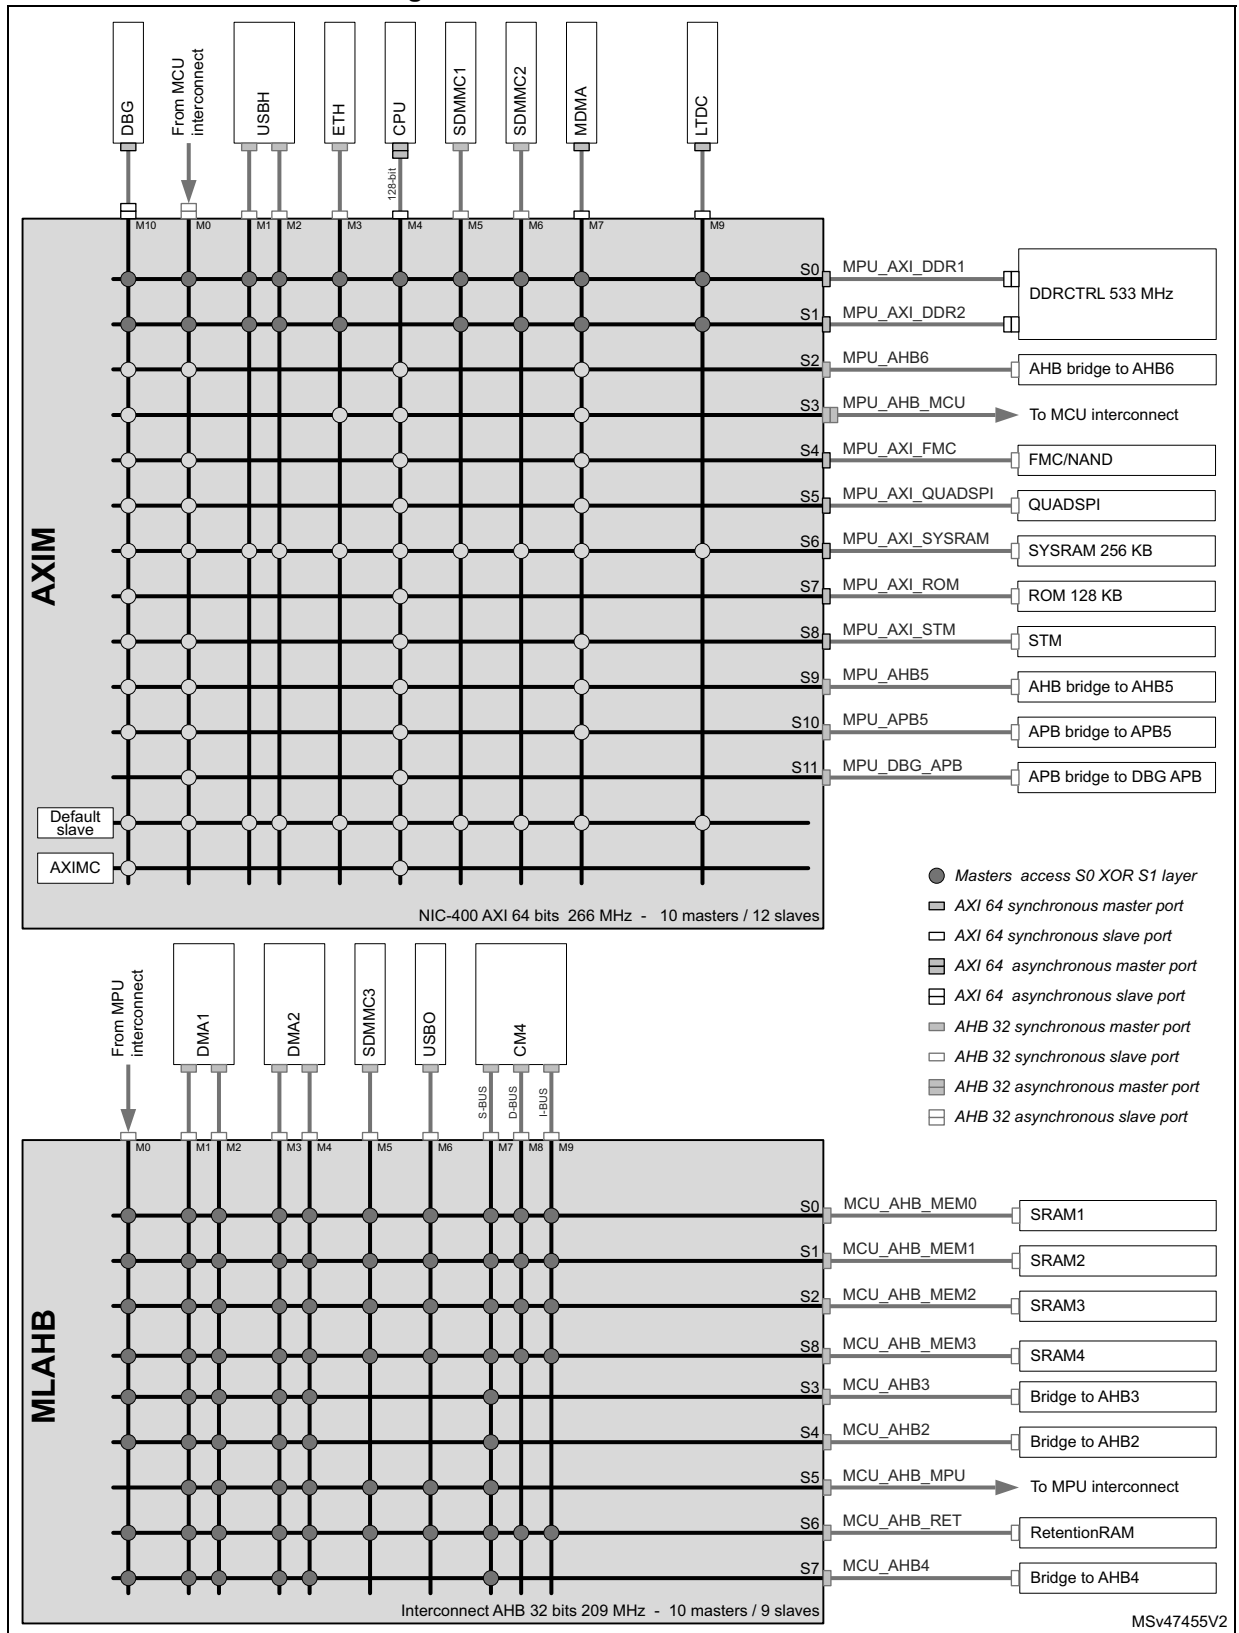 DBG
From MCU
interconnect
USBH
ETH
CPU
SDMMC1
SDMMC2
MDMA
LTDC
128-bit
M10
M0
M1
M2
M3
M4
M5
M6
M7
M9
AXIM
S0
MPU_AXI_DDR1
DDRCTRL 533 MHz
S1
MPU_AXI_DDR2
S2
MPU_AHB6
AHB bridge to AHB6
S3
MPU_AHB_MCU
To MCU interconnect
S4
MPU_AXI_FMC
FMC/NAND
S5
MPU_AXI_QUADSPI
QUADSPI
S6
MPU_AXI_SYSRAM
SYSRAM 256 KB
S7
MPU_AXI_ROM
ROM 128 KB
S8
MPU_AXI_STM
STM
S9
MPU_AHB5
AHB bridge to AHB5
S10
MPU_APB5
APB bridge to APB5
S11
MPU_DBG_APB
APB bridge to DBG APB
Default
slave
AXIMC
NIC-400 AXI 64 bits 266 MHz - 10 masters / 12 slaves
Masters access S0 XOR S1 layer
AXI 64 synchronous master port
AXI 64 synchronous slave port
AXI 64 asynchronous master port
AXI 64 asynchronous slave port
AHB 32 synchronous master port
AHB 32 synchronous slave port
AHB 32 asynchronous master port
AHB 32 asynchronous slave port
From MPU
interconnect
DMA1
DMA2
SDMMC3
USBO
CM4
S-BUS
D-BUS
I-BUS
M0
M1
M2
M3
M4
M5
M6
M7
M8
M9
MLAHB
S0
MCU_AHB_MEM0
SRAM1
S1
MCU_AHB_MEM1
SRAM2
S2
MCU_AHB_MEM2
SRAM3
S8
MCU_AHB_MEM3
SRAM4
S3
MCU_AHB3
Bridge to AHB3
S4
MCU_AHB2
Bridge to AHB2
S5
MCU_AHB_MPU
To MPU interconnect
S6
MCU_AHB_RET
RetentionRAM
S7
MCU_AHB4
Bridge to AHB4
Interconnect AHB 32 bits 209 MHz - 10 masters / 9 slaves
MSv47455V2